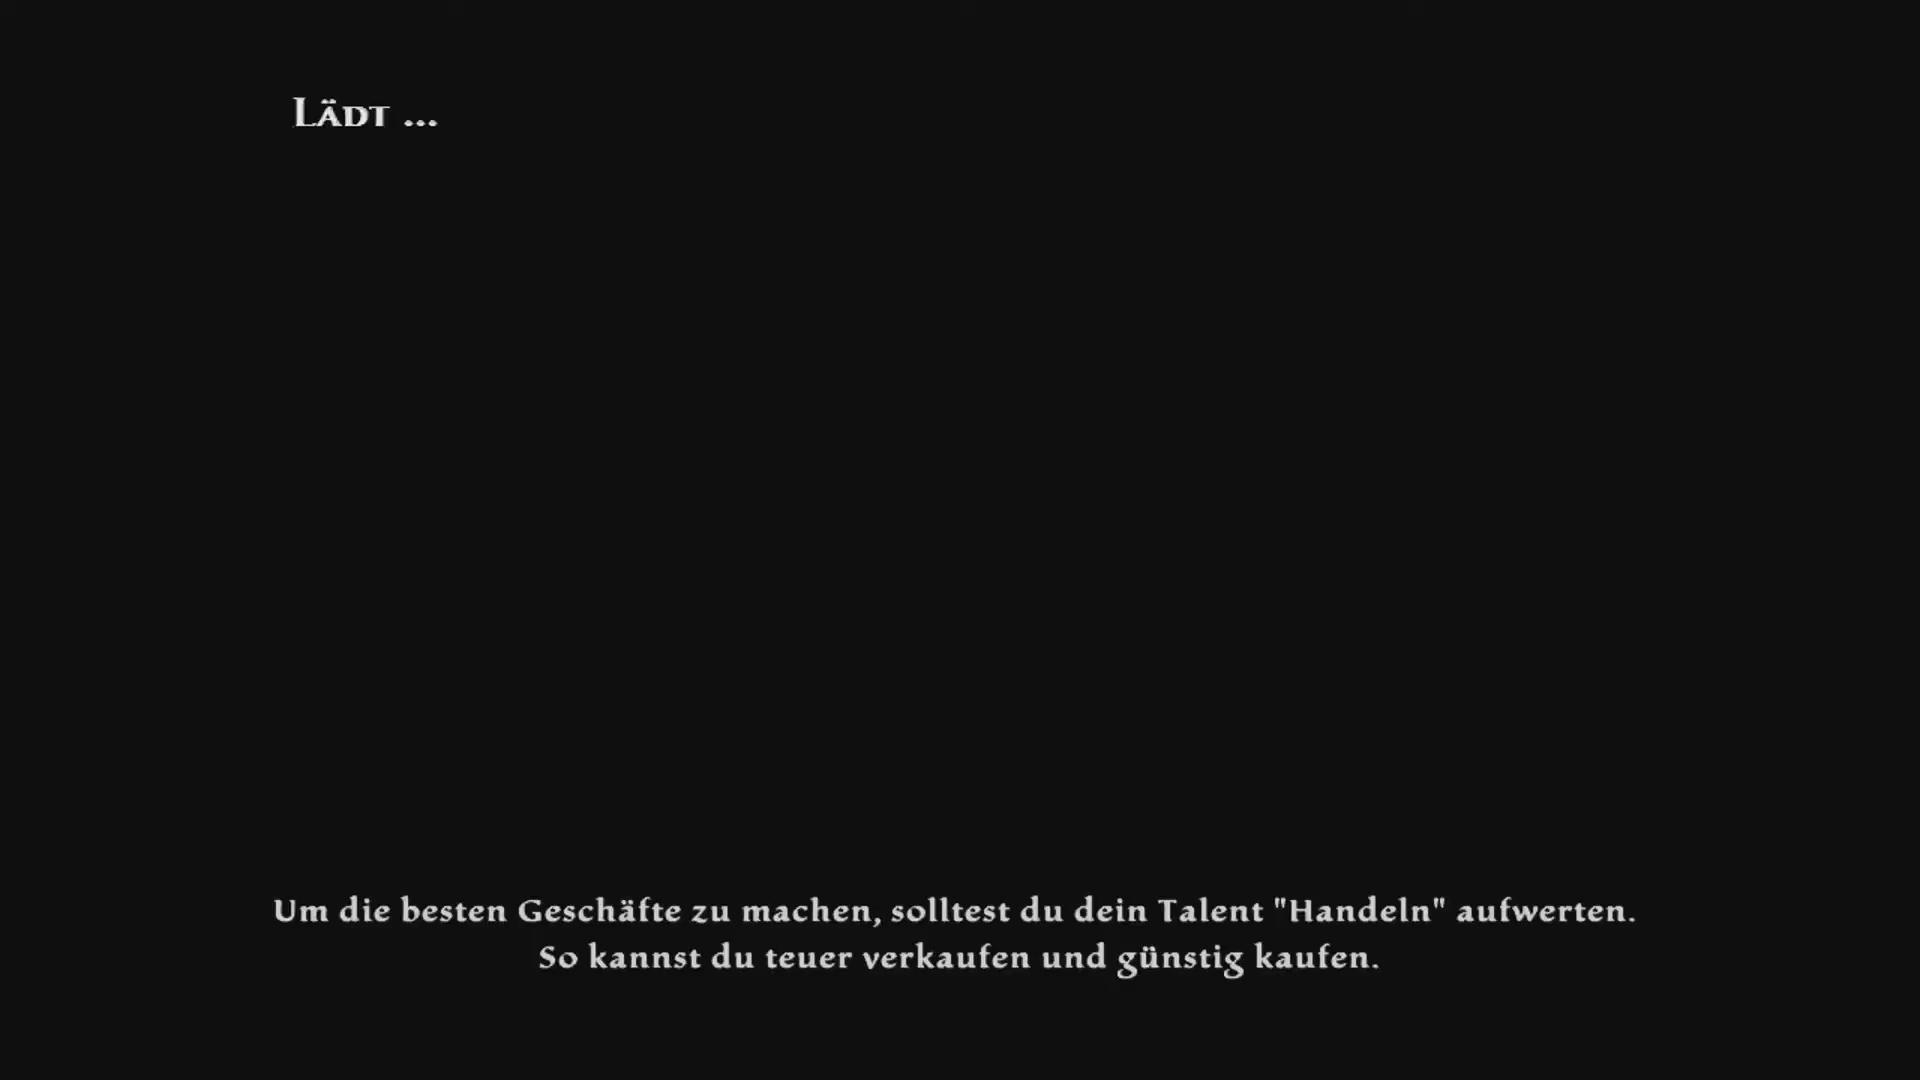 Lädt ...
Um die besten Geschäfte zu machen, solltest du dein Talent "Handeln" aufwerten.
So kannst du teuer verkaufen und günstig kaufen.